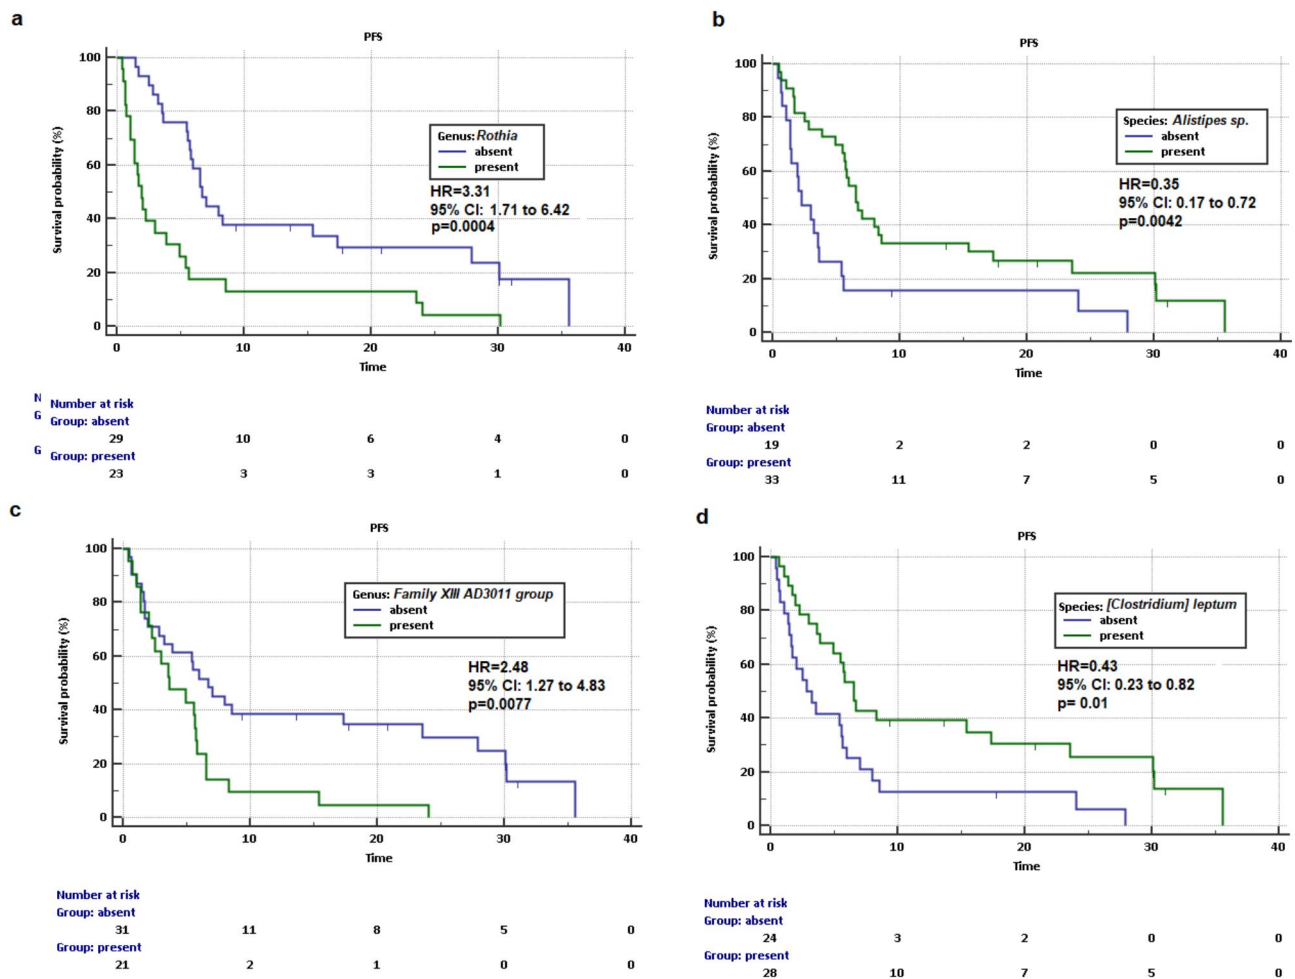 a
PFS
100
80
60
40
20
0
Survival probability (%)
0 10 20 30 40
Time
Genus: Rothia
absent
present
HR=3.31
95% CI: 1.71 to 6.42
p=0.0004
N
G
G
Number at risk
Group: absent
29 10 6 4 0
Group: present
23 3 3 1 0
b
PFS
100
80
60
40
20
0
Survival probability (%)
0 10 20 30 40
Time
Species: Alistipes sp.
absent
present
HR=0.35
95% CI: 0.17 to 0.72
p=0.0042
Number at risk
Group: absent
19 2 2 0 0
Group: present
33 11 7 5 0
c
PFS
100
80
60
40
20
0
Survival probability (%)
0 10 20 30 40
Time
Genus: Family XIII AD3011 group
absent
present
HR=2.48
95% CI: 1.27 to 4.83
p=0.0077
Number at risk
Group: absent
31 11 8 5 0
Group: present
21 2 1 0 0
d
PFS
100
80
60
40
20
0
Survival probability (%)
0 10 20 30 40
Time
Species: [Clostridium] leptum
absent
present
HR=0.43
95% CI: 0.23 to 0.82
p= 0.01
Number at risk
Group: absent
24 3 2 0 0
Group: present
28 10 7 5 0